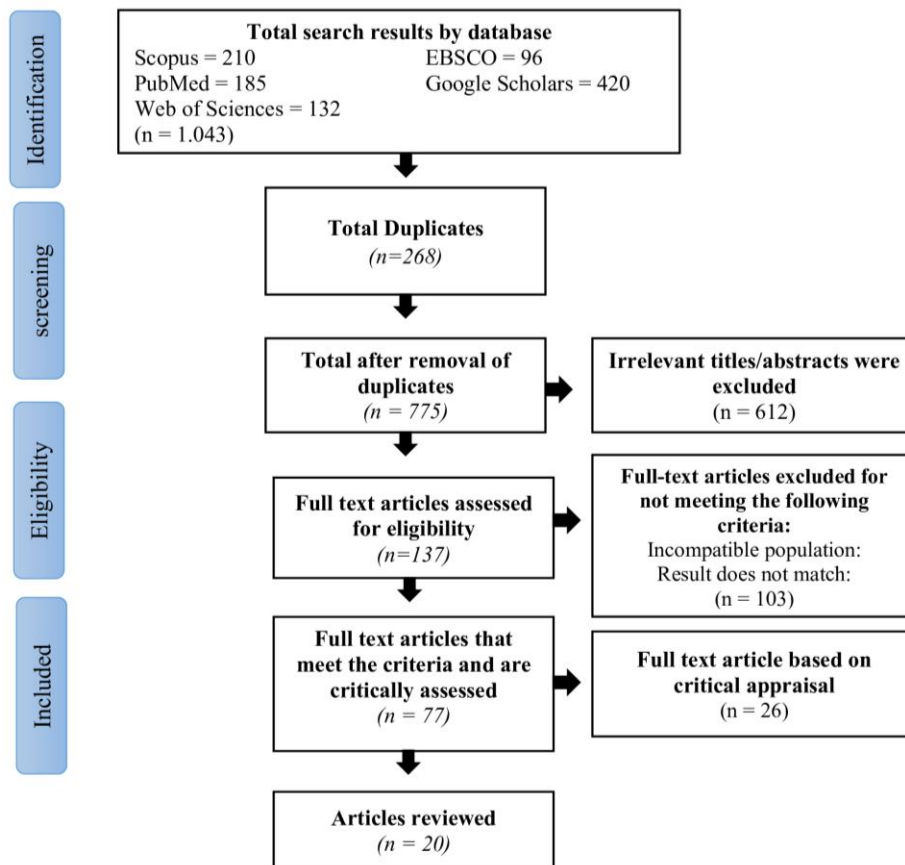 Identification
Total search results by database
Scopus = 210
EBSCO = 96
PubMed = 185
Google Scholars = 420
Web of Sciences = 132
(n = 1.043)
screening
Total Duplicates
(n=268)
Total after removal of
duplicates
(n = 775)
Irrelevant titles/abstracts were
excluded
(n = 612)
Eligibility
Full text articles assessed
for eligibility
(n=137)
Full-text articles excluded for
not meeting the following
criteria:
Incompatible population:
Result does not match:
(n = 103)
Included
Full text articles that
meet the criteria and are
critically assessed
(n = 77)
Full text article based on
critical appraisal
(n = 26)
Articles reviewed
(n = 20)